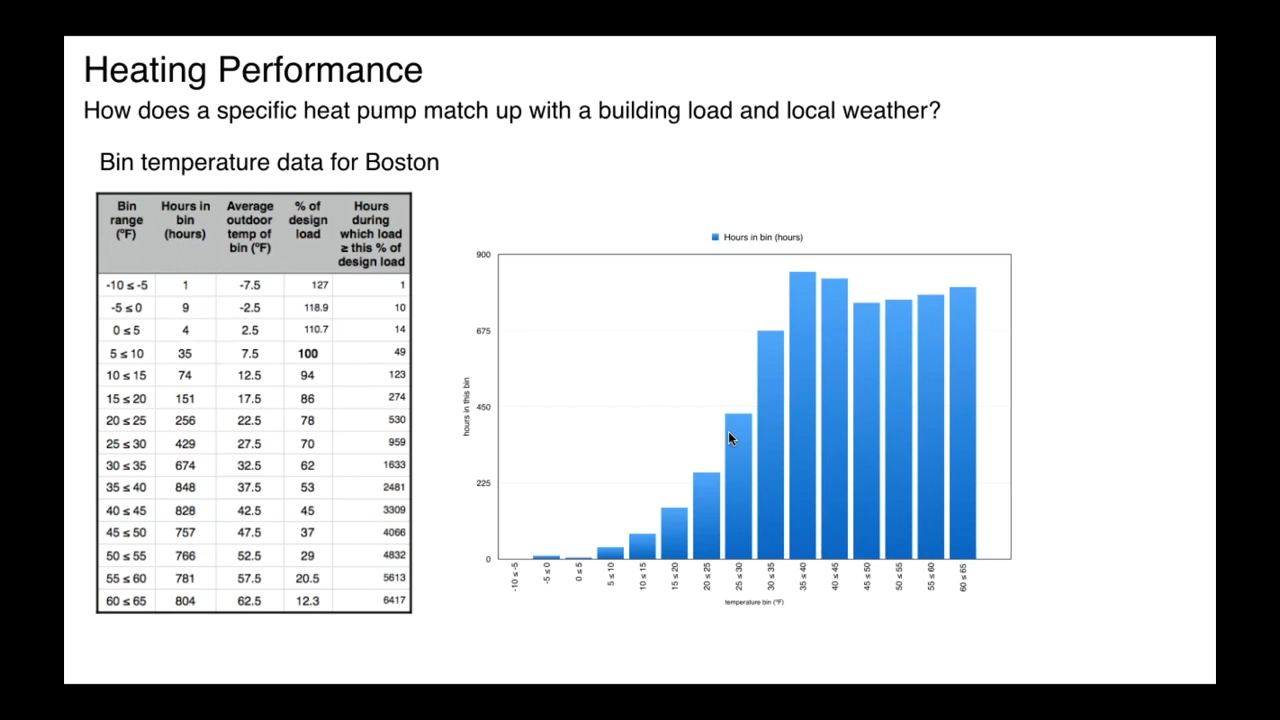 Heating Performance
How does a specific heat pump match up with a building load and local weather?
Bin temperature data for Boston
Bin range (ºF) Hours in bin (hours) Average outdoor temp of bin (ºF) % of design load Hours during which load ≥ this % of design load
-10 ≤ -5 1 -7.5 127 1
-5 ≤ 0 9 -2.5 118.9 10
0 ≤ 5 4 2.5 110.7 14
5 ≤ 10 35 7.5 100 49
10 ≤ 15 74 12.5 94 123
15 ≤ 20 151 17.5 86 274
20 ≤ 25 256 22.5 78 530
25 ≤ 30 429 27.5 70 959
30 ≤ 35 674 32.5 62 1633
35 ≤ 40 848 37.5 53 2481
40 ≤ 45 828 42.5 45 3309
45 ≤ 50 757 47.5 37 4066
50 ≤ 55 766 52.5 29 4832
55 ≤ 60 781 57.5 20.5 5613
60 ≤ 65 804 62.5 12.3 6417
Hours in bin (hours)
900
675
450
225
0
hours in this bin
-10 ≤ -5 -5 ≤ 0 0 ≤ 5 5 ≤ 10 10 ≤ 15 15 ≤ 20 20 ≤ 25 25 ≤ 30 30 ≤ 35 35 ≤ 40 40 ≤ 45 45 ≤ 50 50 ≤ 55 55 ≤ 60 60 ≤ 65
temperature bin (ºF)